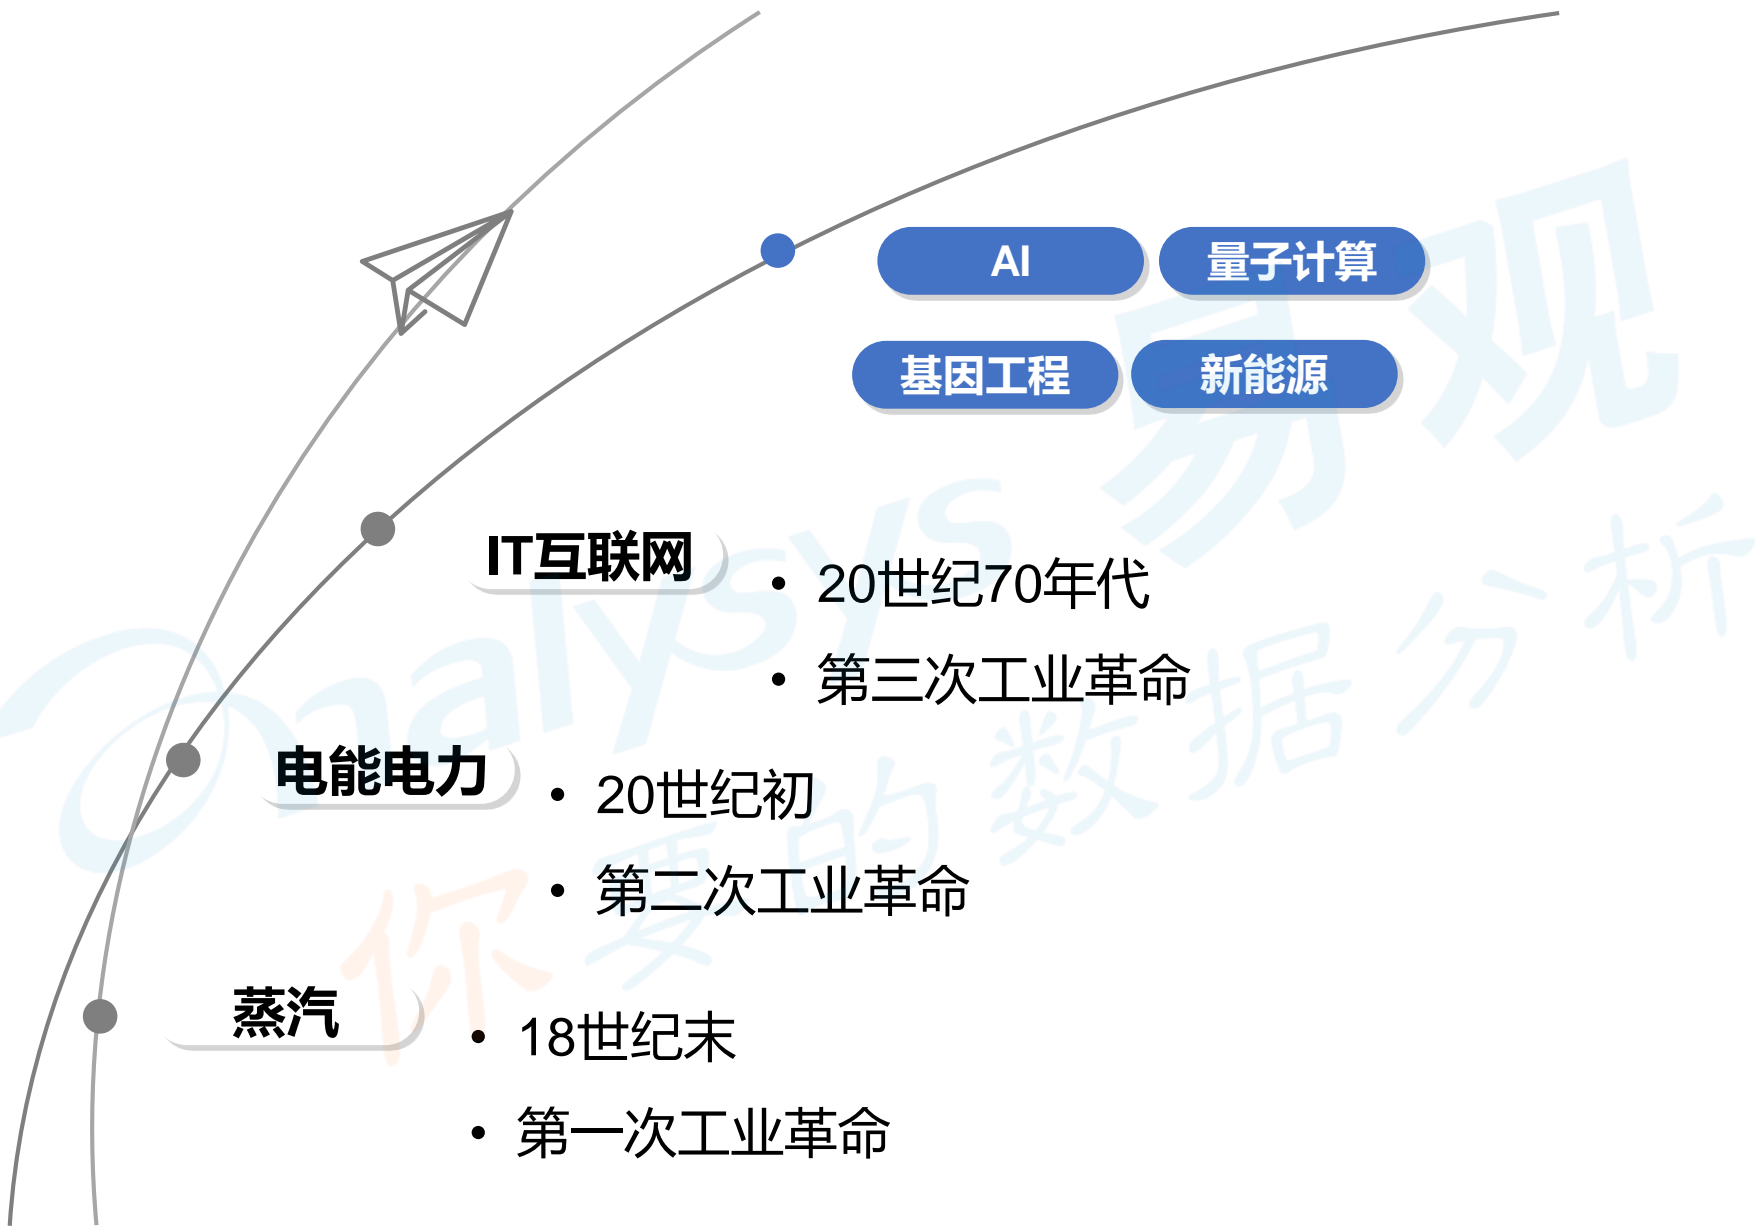 AI
量子计算
基因工程
新能源
IT互联网
• 20世纪70年代
• 第三次工业革命
电能电力
• 20世纪初
• 第二次工业革命
蒸汽
• 18世纪末
• 第一次工业革命
analysys 易观
你要的数据分析